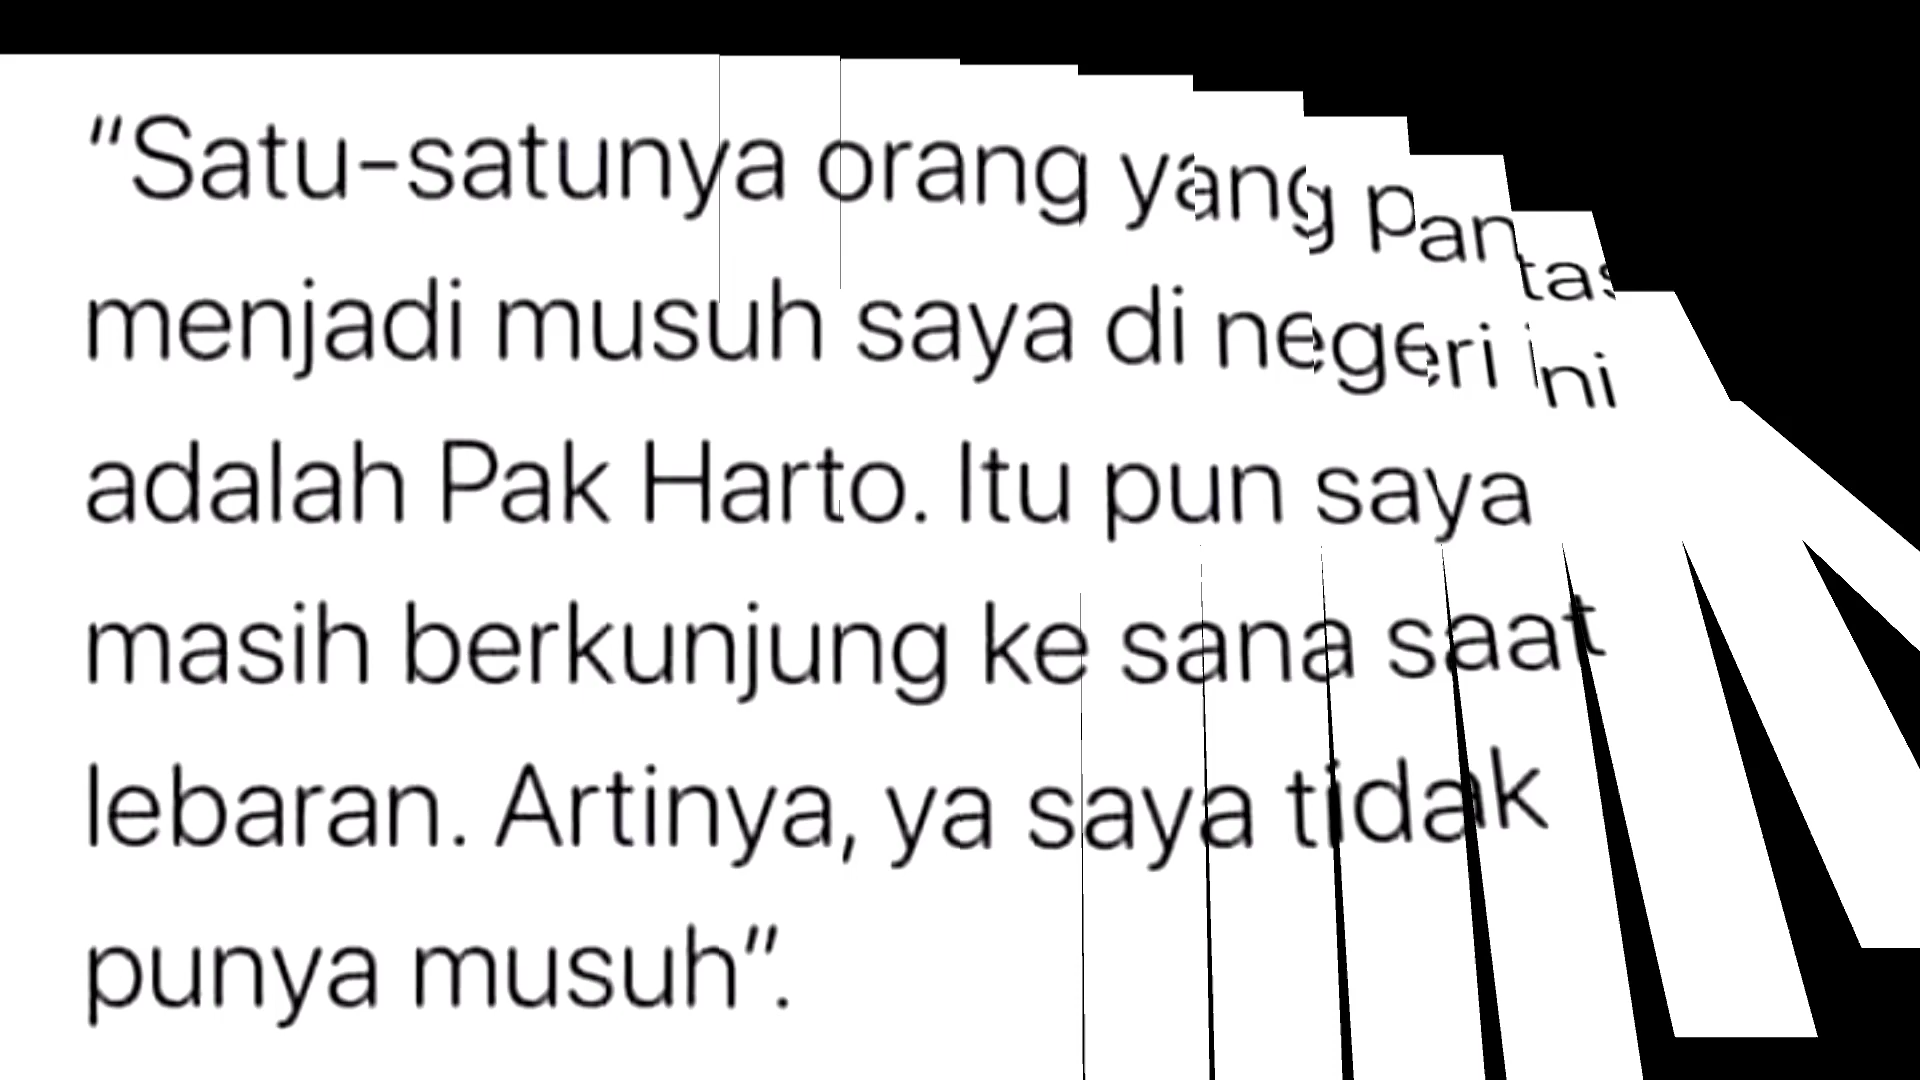 “Satu-satunya orang yang pantas
menjadi musuh saya di negeri ini
adalah Pak Harto. Itu pun saya
masih berkunjung ke sana saat
lebaran. Artinya, ya saya tidak
punya musuh”.